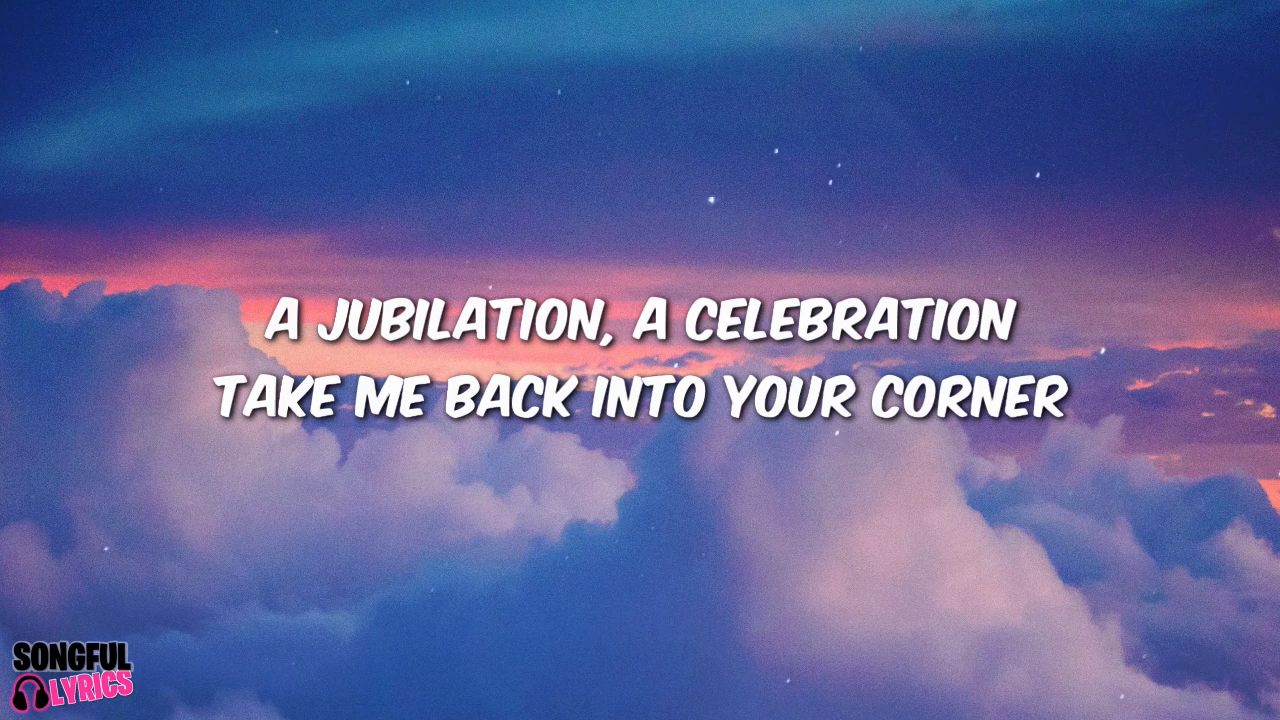 A JUBILATION, A CELEBRATION
TAKE ME BACK INTO YOUR CORNER
SONGFUL
LYRICS